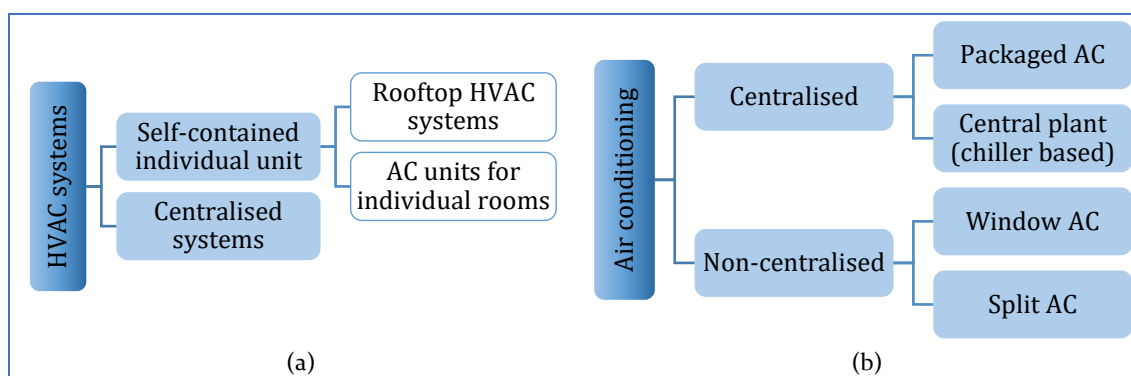 HVAC systems
Self-contained
individual unit
Centralised
systems
Rooftop HVAC
systems
AC units for
individual rooms
(a)
Air conditioning
Centralised
Non-centralised
Packaged AC
Central plant
(chiller based)
Window AC
Split AC
(b)